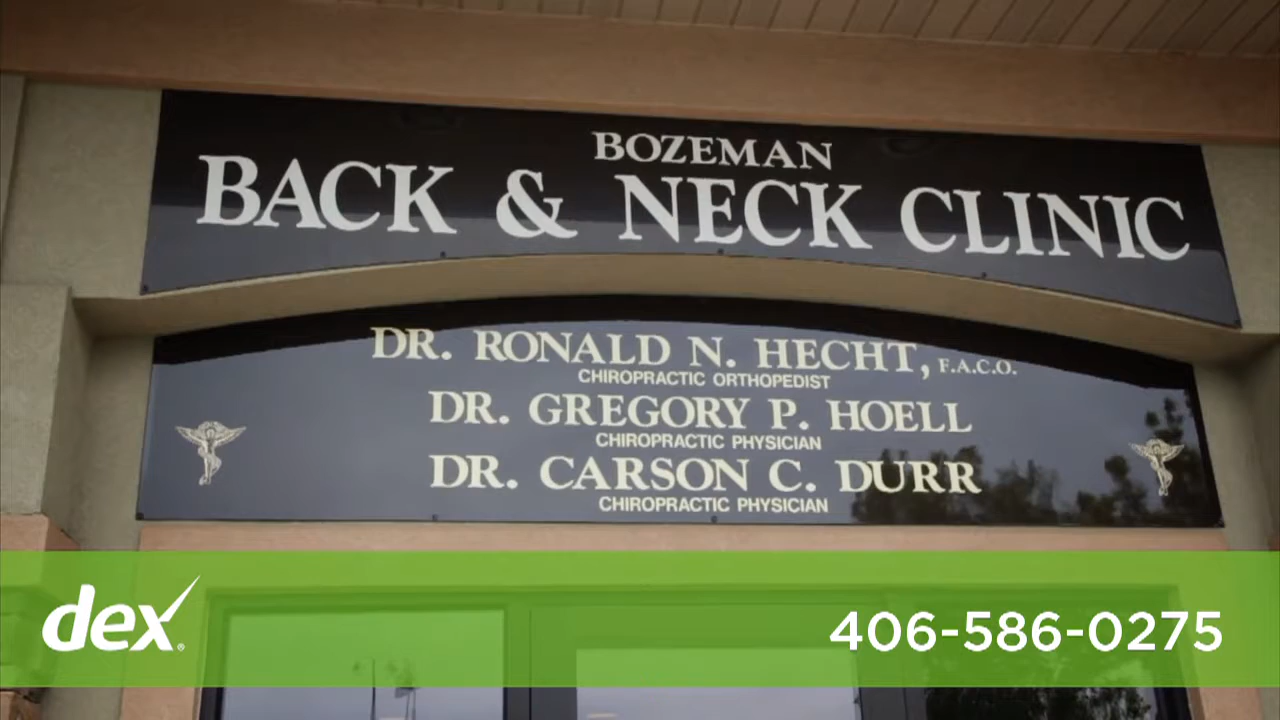 BOZEMAN
BACK & NECK CLINIC
DR. RONALD N. HECHT, F.A.C.O.
CHIROPRACTIC ORTHOPEDIST
DR. GREGORY P. HOELL
CHIROPRACTIC PHYSICIAN
DR. CARSON C. DURR
CHIROPRACTIC PHYSICIAN
dex® 406-586-0275